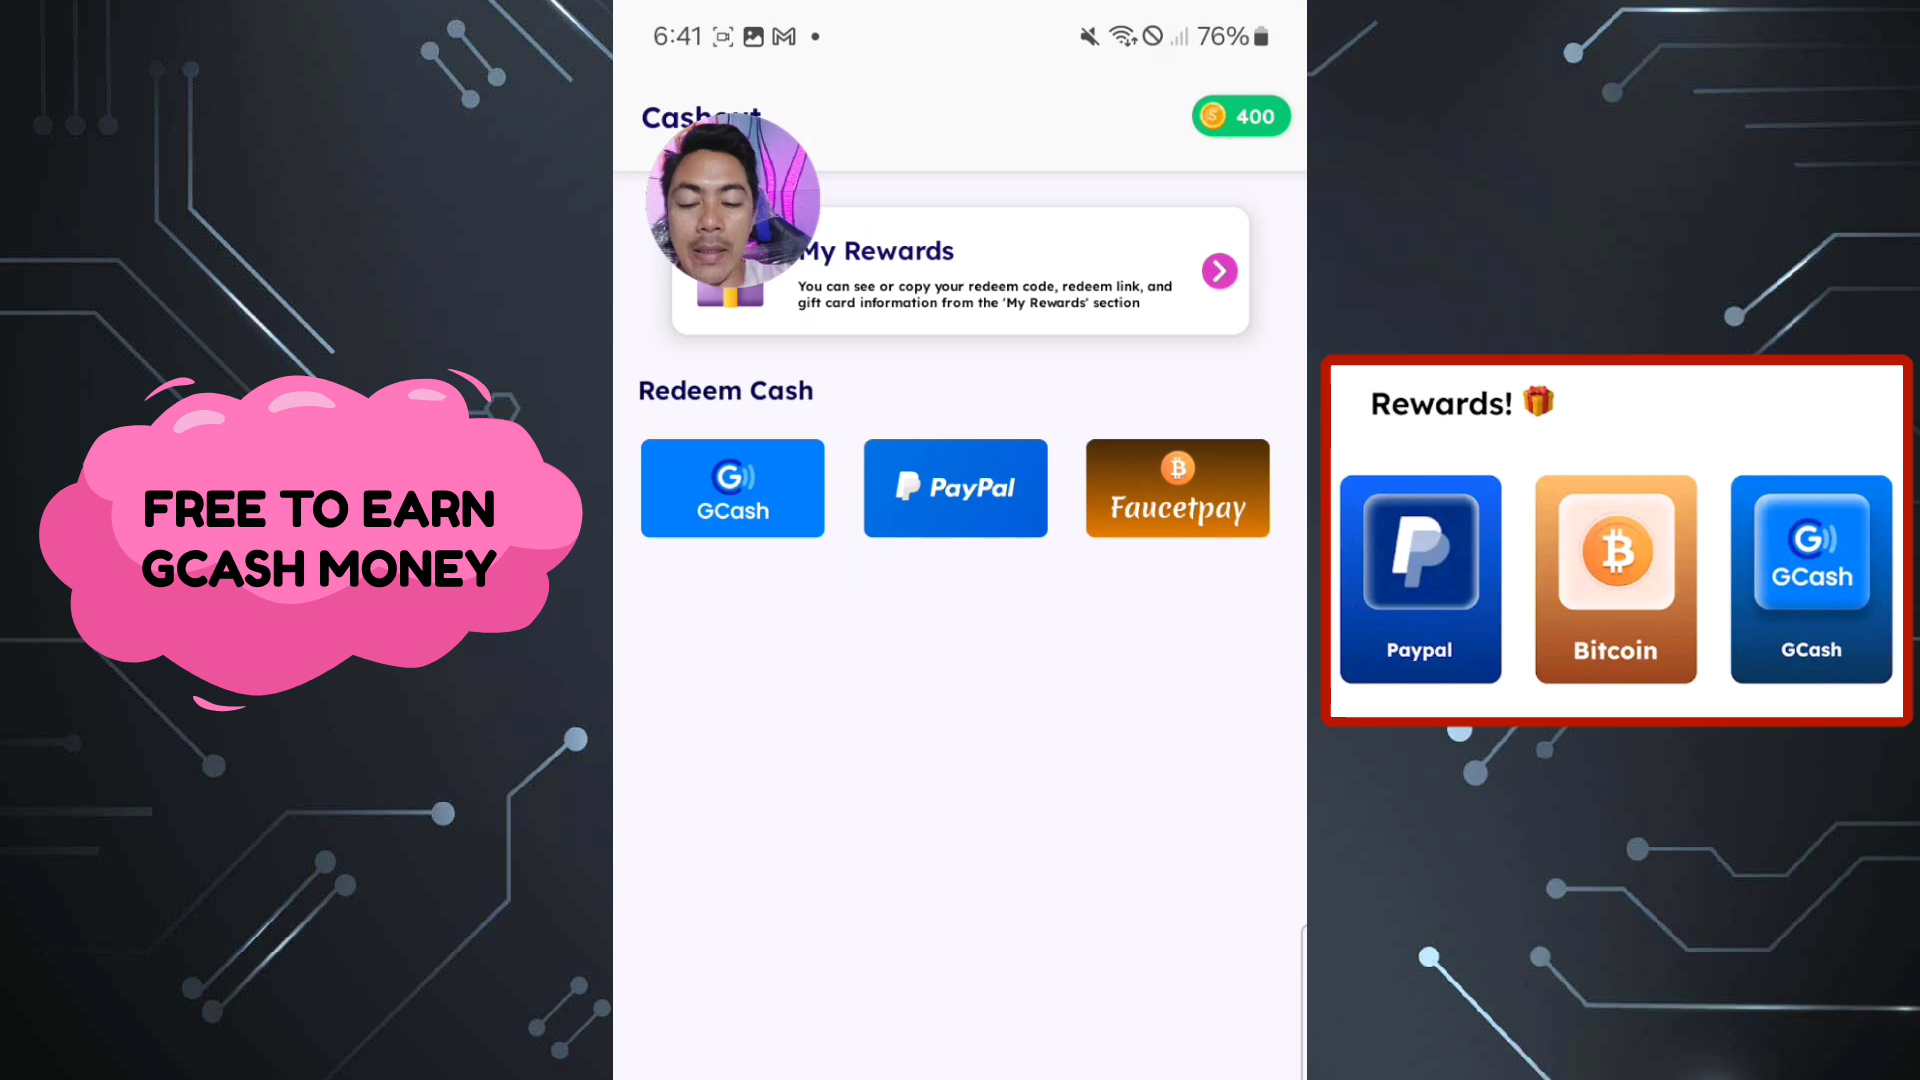 6:41
76%
Cashout
400
My Rewards
You can see or copy your redeem code, redeem link, and
gift card information from the 'My Rewards' section
Redeem Cash
G
GCash
PayPal
Faucetpay
FREE TO EARN
GCASH MONEY
Rewards!
G
GCash
Paypal
Bitcoin
GCash